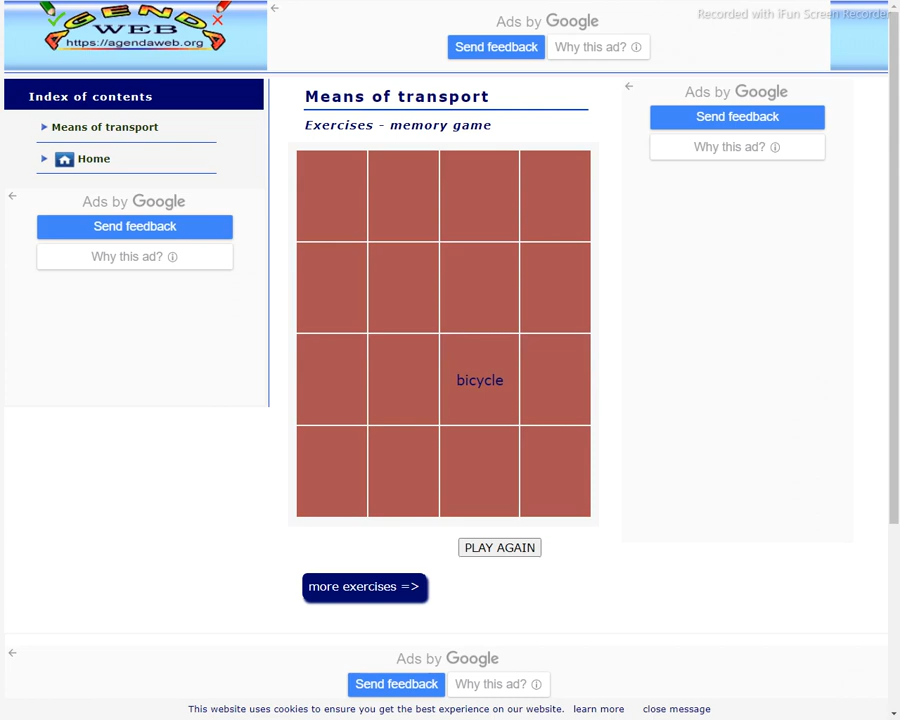 AGENDA
WEB
https://agendaweb.org
Ads by Google
Send feedback
Why this ad?
Recorded with iFun Screen Recorder
Index of contents
Means of transport
Home
Ads by Google
Send feedback
Why this ad?
Means of transport
Exercises - memory game
bicycle
PLAY AGAIN
more exercises =>
Ads by Google
Send feedback
Why this ad?
Ads by Google
Send feedback
Why this ad?
This website uses cookies to ensure you get the best experience on our website. learn more close message